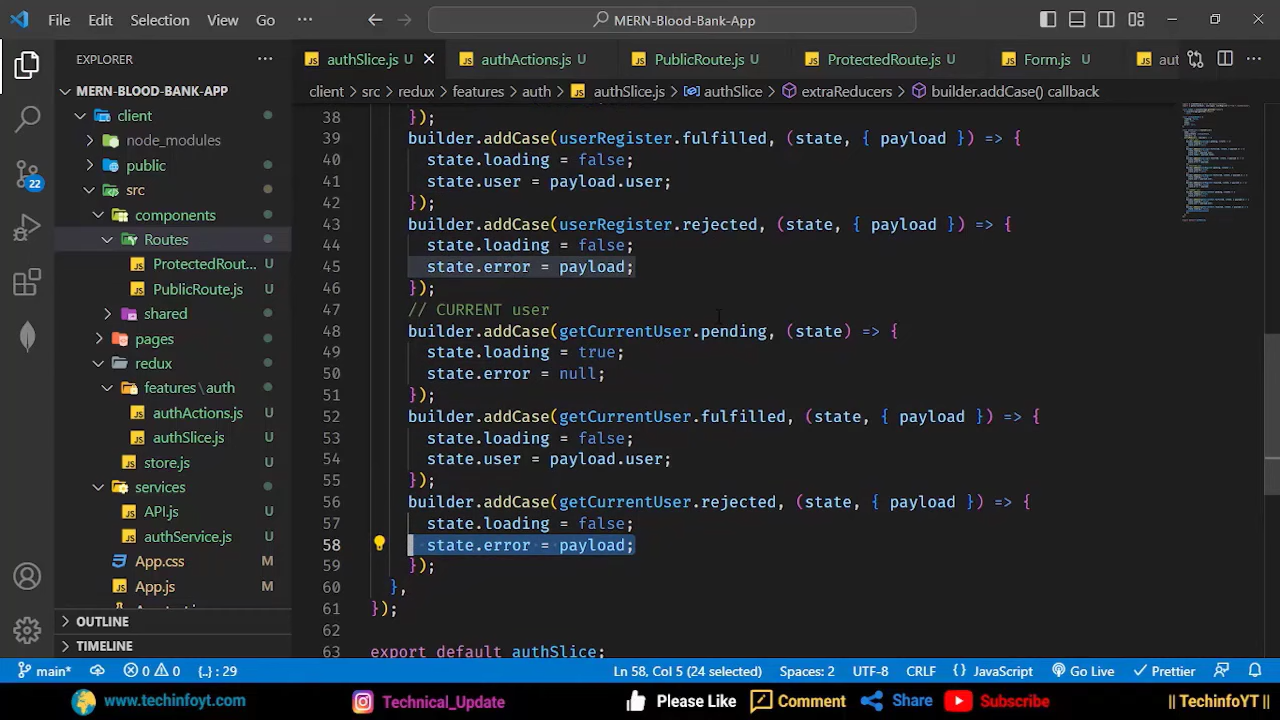 File Edit Selection View Go ··· MERN-Blood-Bank-App
EXPLORER ···
MERN-BLOOD-BANK-APP
client
node_modules
public
src
components
Routes
ProtectedRout... U
PublicRoute.js U
shared
pages
redux
features\auth
authActions.js U
authSlice.js U
store.js U
services
API.js U
authService.js U
App.css M
App.js M
OUTLINE
TIMELINE
22
JS authSlice.js U JS authActions.js U JS PublicRoute.js U JS ProtectedRoute.js U JS Form.js U JS aut
client > src > redux > features > auth > JS authSlice.js > authSlice > extraReducers > builder.addCase() callback
38 });
39 builder.addCase(userRegister.fulfilled, (state, { payload }) => {
40 state.loading = false;
41 state.user = payload.user;
42 });
43 builder.addCase(userRegister.rejected, (state, { payload }) => {
44 state.loading = false;
45 state.error = payload;
46 });
47 // CURRENT user
48 builder.addCase(getCurrentUser.pending, (state) => {
49 state.loading = true;
50 state.error = null;
51 });
52 builder.addCase(getCurrentUser.fulfilled, (state, { payload }) => {
53 state.loading = false;
54 state.user = payload.user;
55 });
56 builder.addCase(getCurrentUser.rejected, (state, { payload }) => {
57 state.loading = false;
58 state.error = payload;
59 });
60 },
61 });
62
63 export default authSlice;
main* 0 0 {..} : 29 Ln 58, Col 5 (24 selected) Spaces: 2 UTF-8 CRLF {} JavaScript Go Live Prettier
www.techinfoyt.com Technical_Update Please Like Comment Share Subscribe || TechinfoYT ||